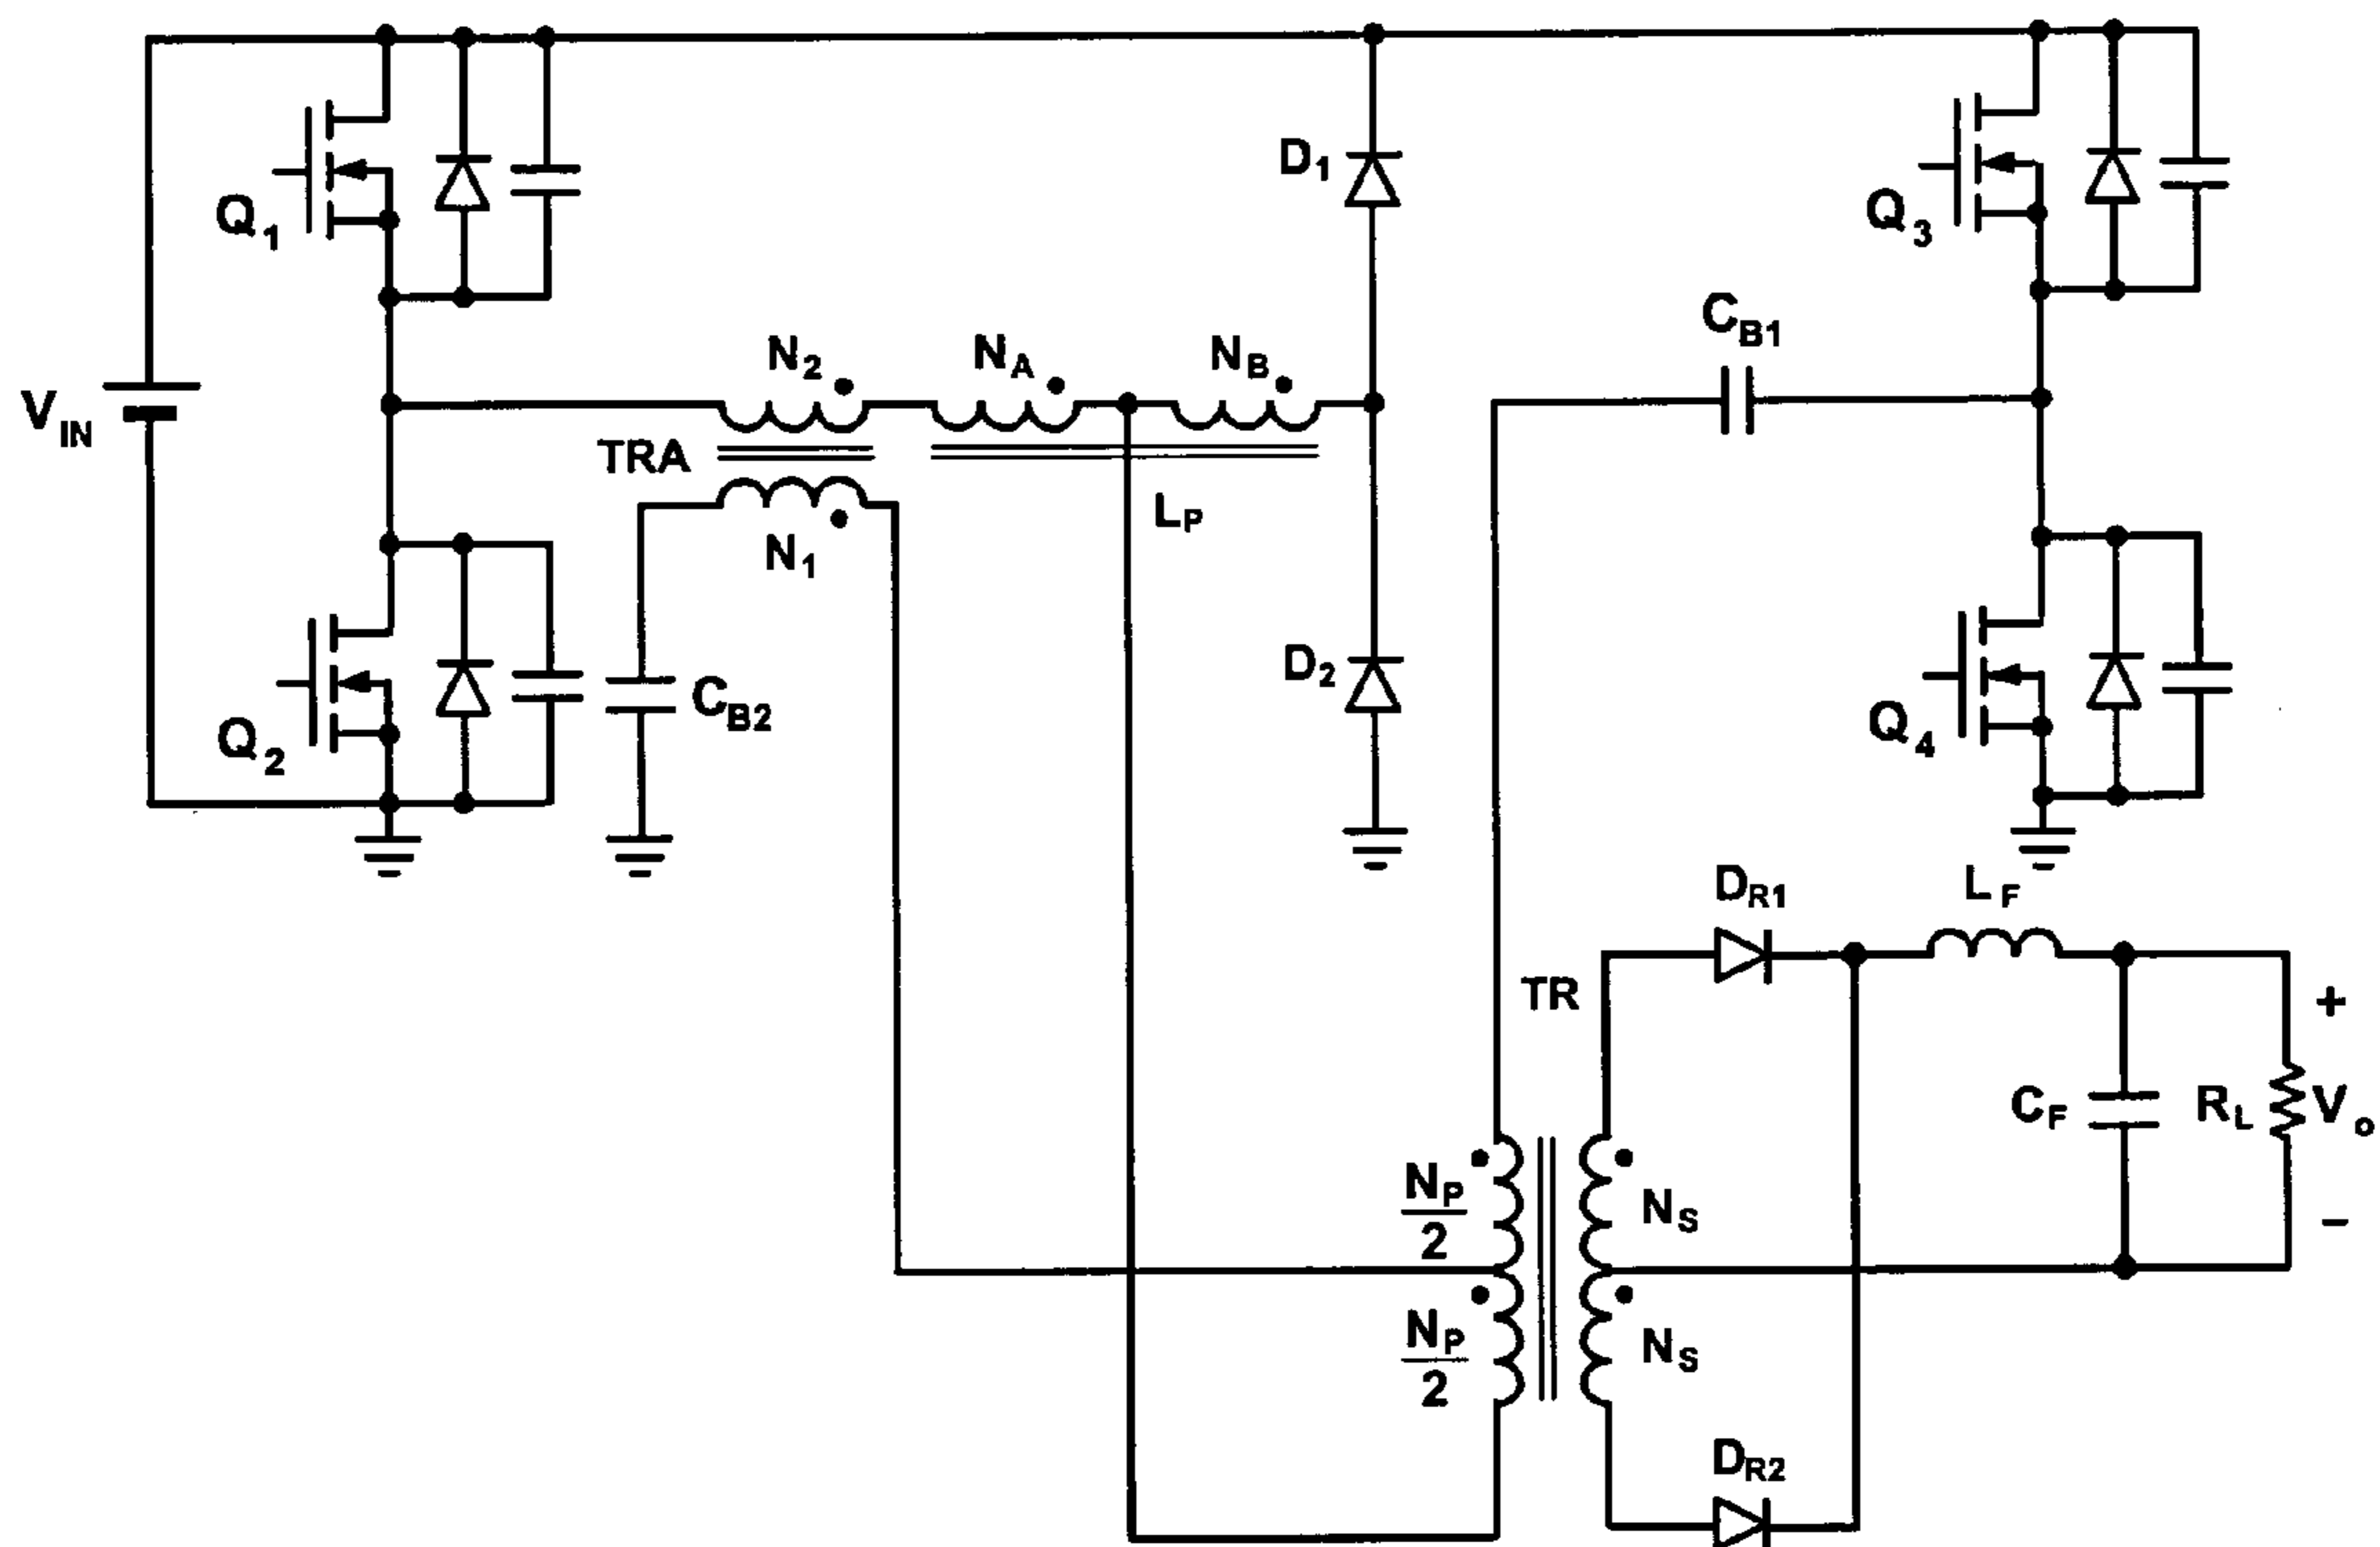 D1
Q1
Q3
CB1
N2
NA
NB
VIN
TRA
LP
N1
D2
CB2
Q2
Q4
DR1
LF
TR
+
NP
2
NS
CF
RL
Vo
NP
2
NS
−
DR2